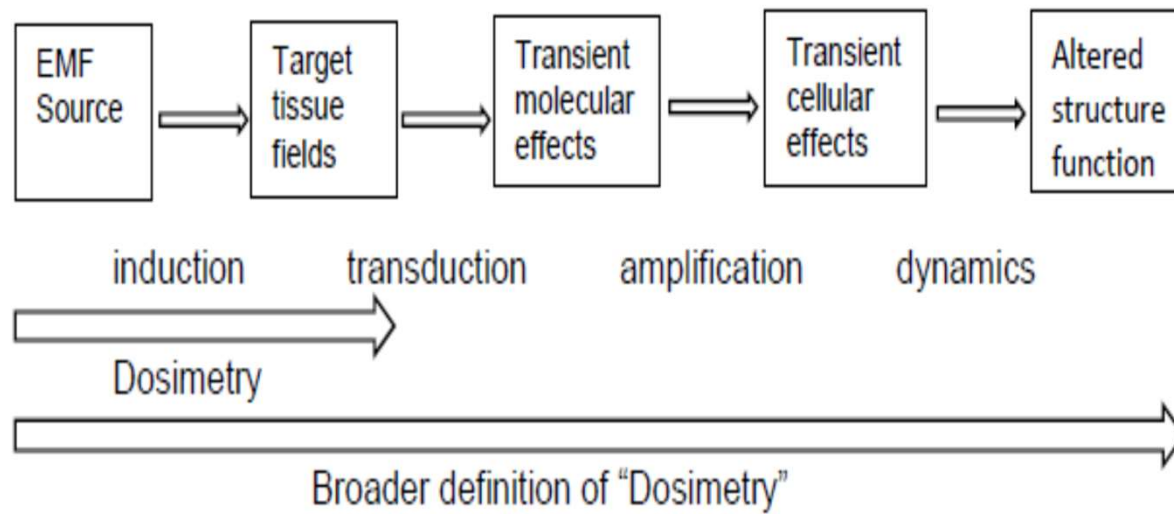 EMF
Source
Target
tissue
fields
Transient
molecular
effects
Transient
cellular
effects
Altered
structure
function
induction
transduction
amplification
dynamics
Dosimetry
Broader definition of “Dosimetry”